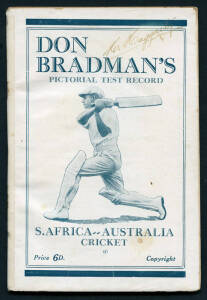 DON
BRADMAN'S
PICTORIAL TEST RECORD
S.AFRICA--AUSTRALIA
CRICKET
Price 6D.
Copyright